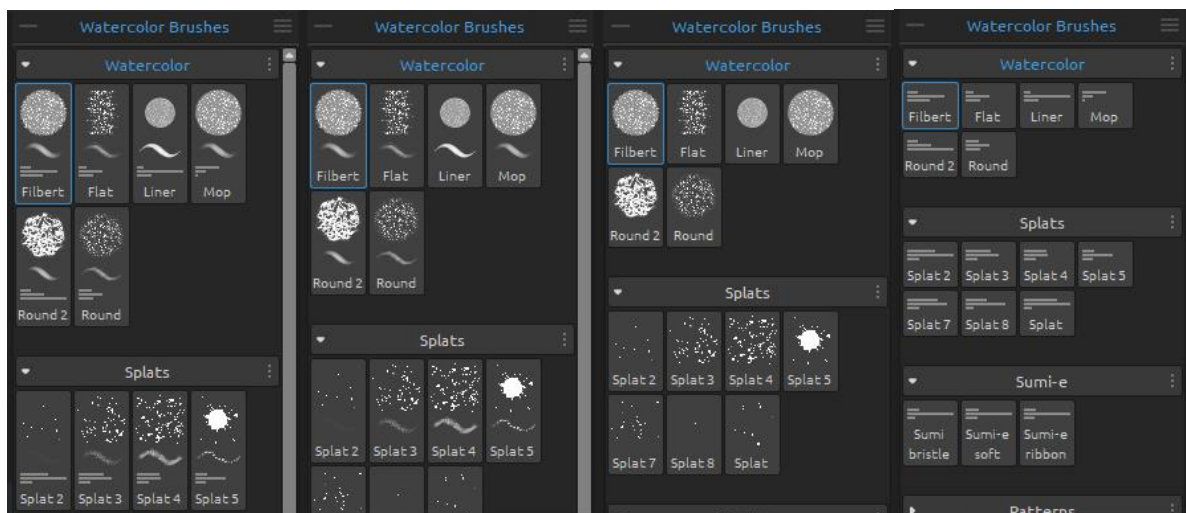 Watercolor Brushes
Watercolor
Filbert Flat Liner Mop
Round 2 Round
Splats
Splat 2 Splat 3 Splat 4 Splat 5
Watercolor Brushes
Watercolor
Filbert Flat Liner Mop
Round 2 Round
Splats
Splat 2 Splat 3 Splat 4 Splat 5
Watercolor Brushes
Watercolor
Filbert Flat Liner Mop
Round 2 Round
Splats
Splat 2 Splat 3 Splat 4 Splat 5
Splat 7 Splat 8 Splat
Watercolor Brushes
Watercolor
Filbert Flat Liner Mop
Round 2 Round
Splats
Splat 2 Splat 3 Splat 4 Splat 5
Splat 7 Splat 8 Splat
Sumi-e
Sumi Sumi-e Sumi-e
bristle soft ribbon
Patterns